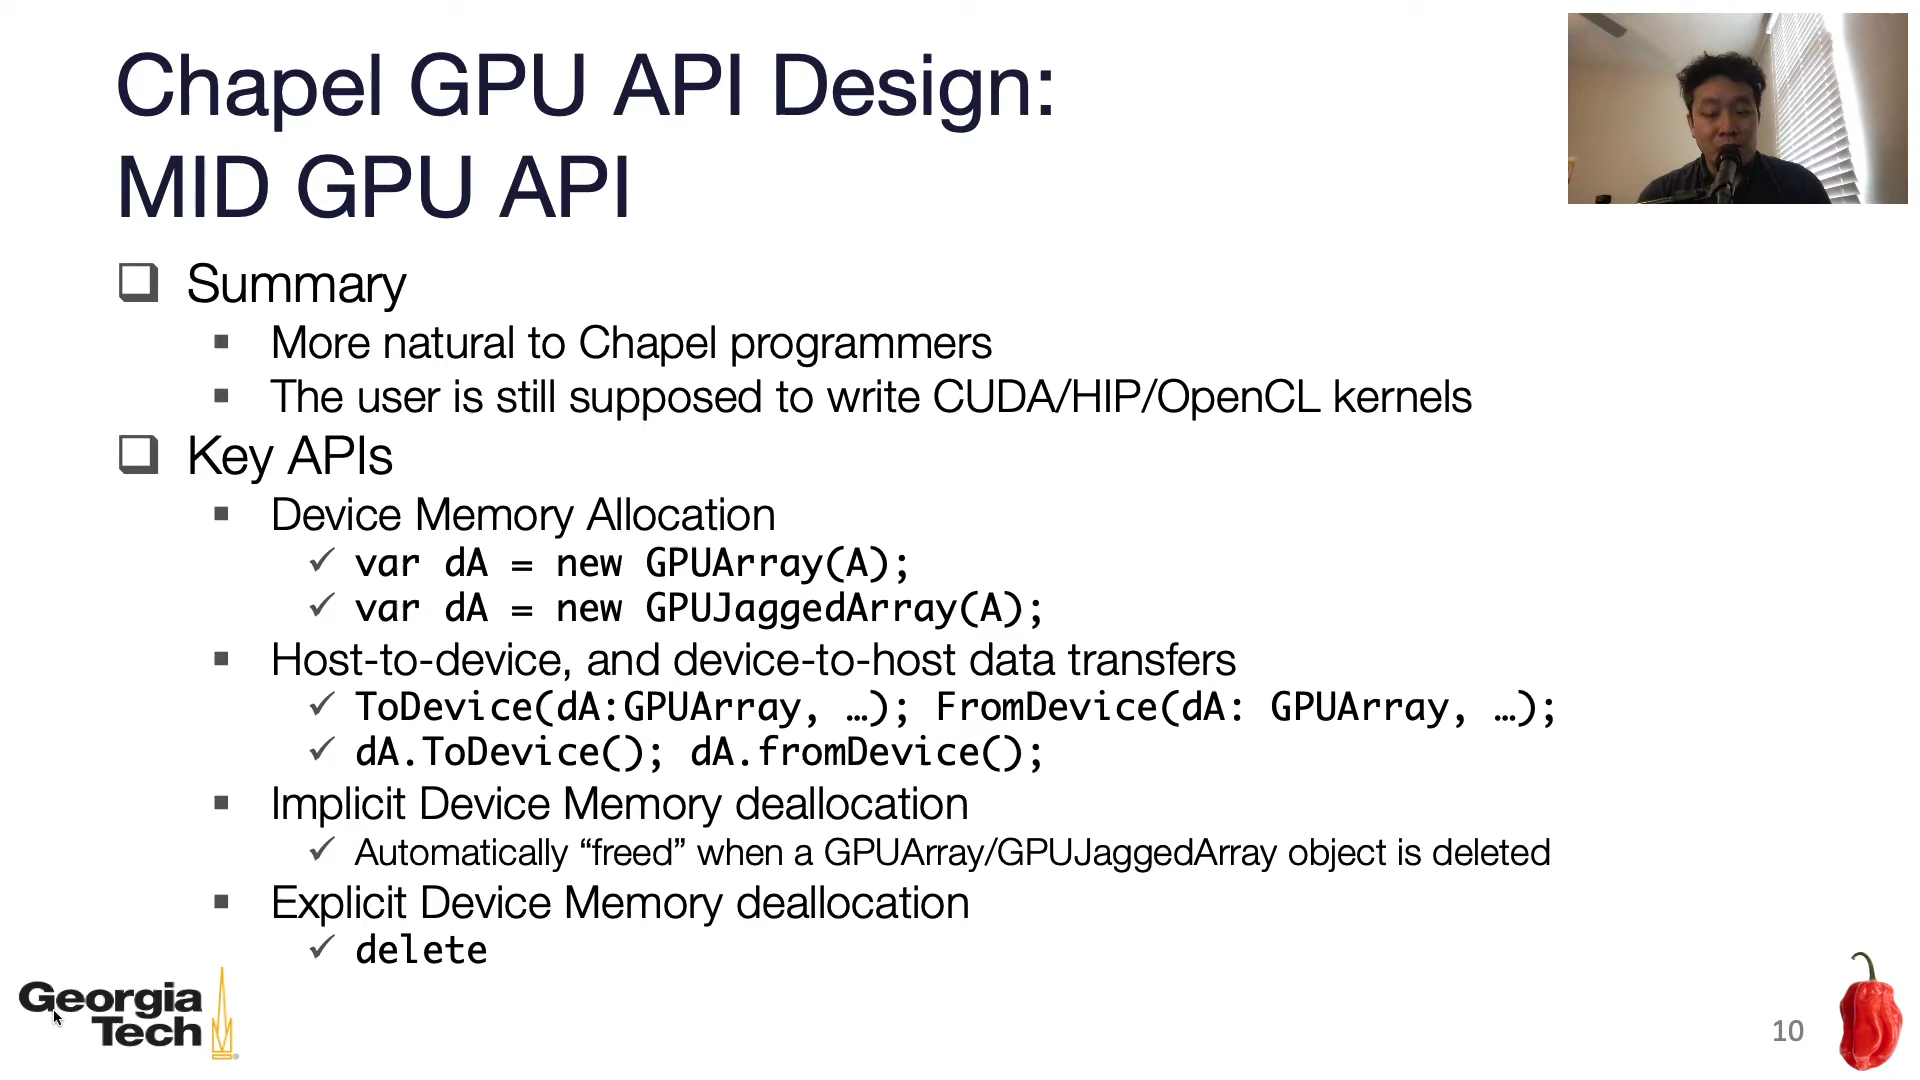 Chapel GPU API Design:
MID GPU API
Summary
More natural to Chapel programmers
The user is still supposed to write CUDA/HIP/OpenCL kernels
Key APIs
Device Memory Allocation
var dA = new GPUArray(A);
var dA = new GPUJaggedArray(A);
Host-to-device, and device-to-host data transfers
ToDevice(dA:GPUArray, …); FromDevice(dA: GPUArray, …);
dA.ToDevice(); dA.fromDevice();
Implicit Device Memory deallocation
Automatically “freed” when a GPUArray/GPUJaggedArray object is deleted
Explicit Device Memory deallocation
delete
Georgia
Tech
10